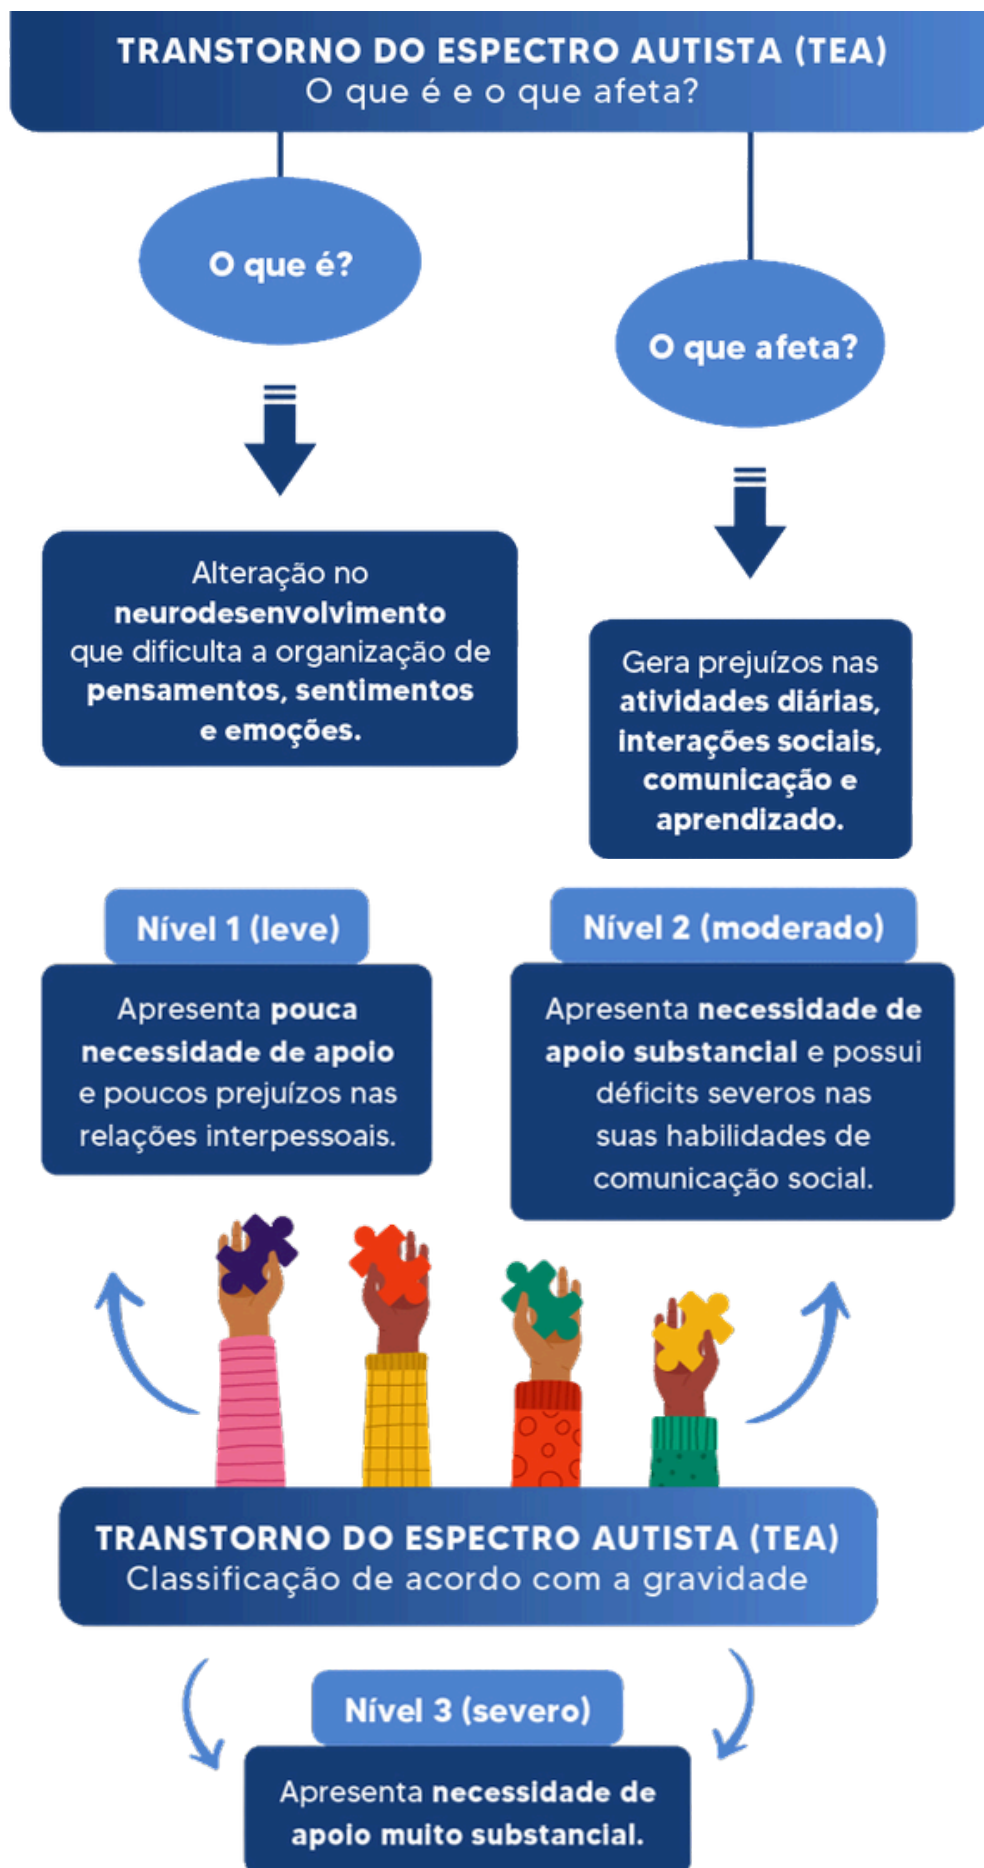 TRANSTORNO DO ESPECTRO AUTISTA (TEA)
O que é e o que afeta?
O que é?
O que afeta?
Alteração no
neurodesenvolvimento
que dificulta a organização de
pensamentos, sentimentos
e emoções.
Gera prejuízos nas
atividades diárias,
interações sociais,
comunicação e
aprendizado.
Nível 1 (leve)
Apresenta pouca
necessidade de apoio
e poucos prejuízos nas
relações interpessoais.
Nível 2 (moderado)
Apresenta necessidade de
apoio substancial e possui
déficits severos nas
suas habilidades de
comunicação social.
TRANSTORNO DO ESPECTRO AUTISTA (TEA)
Classificação de acordo com a gravidade
Nível 3 (severo)
Apresenta necessidade de
apoio muito substancial.